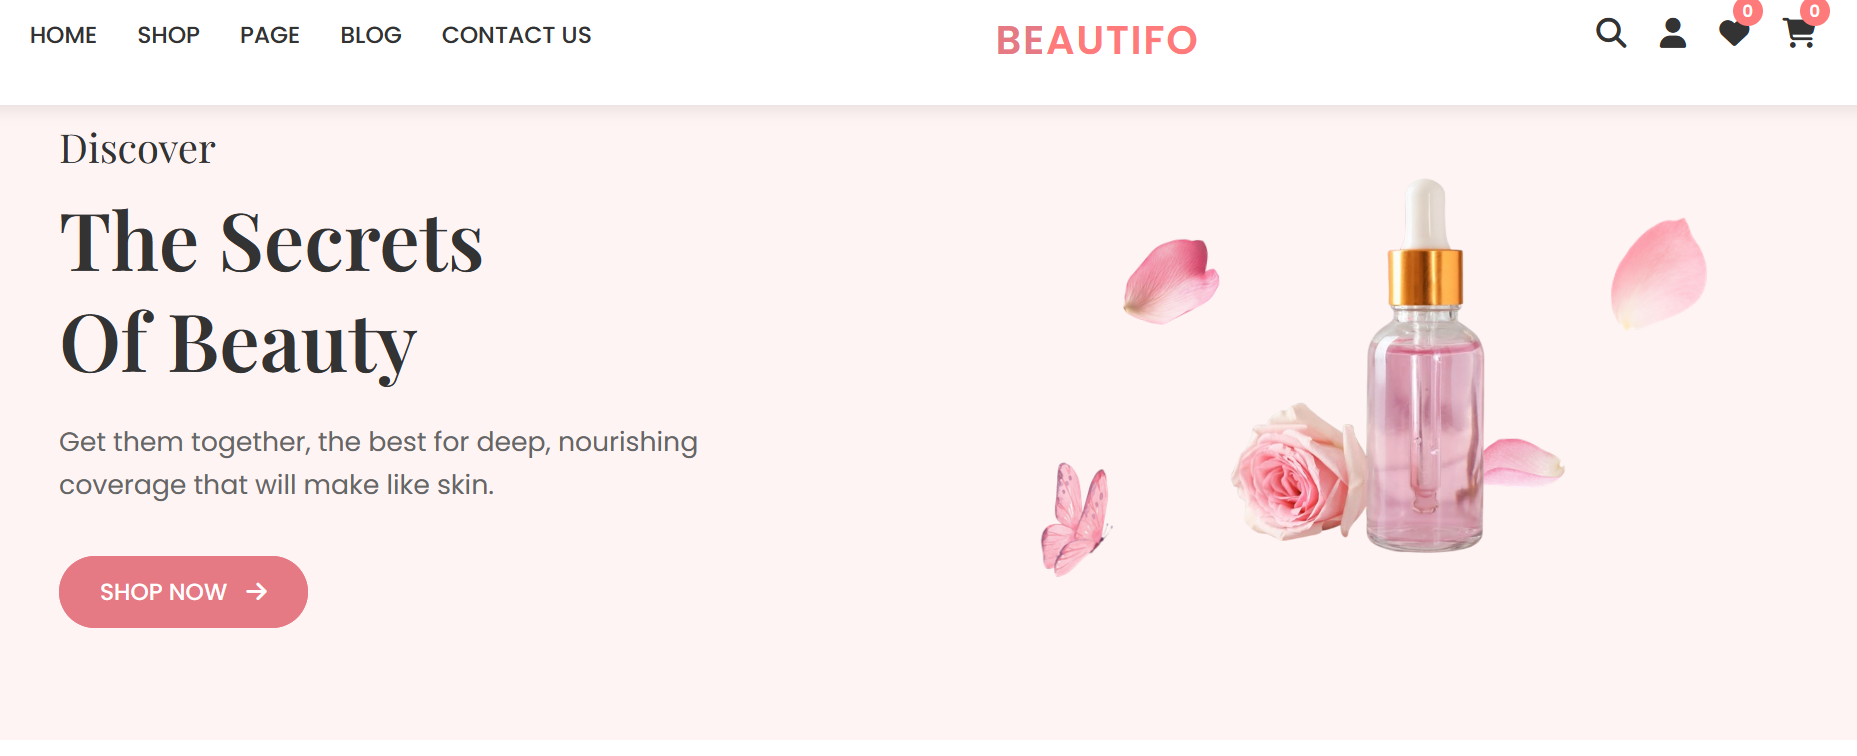 HOME SHOP PAGE BLOG CONTACT US
BEAUTIFO
0 0
Discover
The Secrets
Of Beauty
Get them together, the best for deep, nourishing
coverage that will make like skin.
SHOP NOW